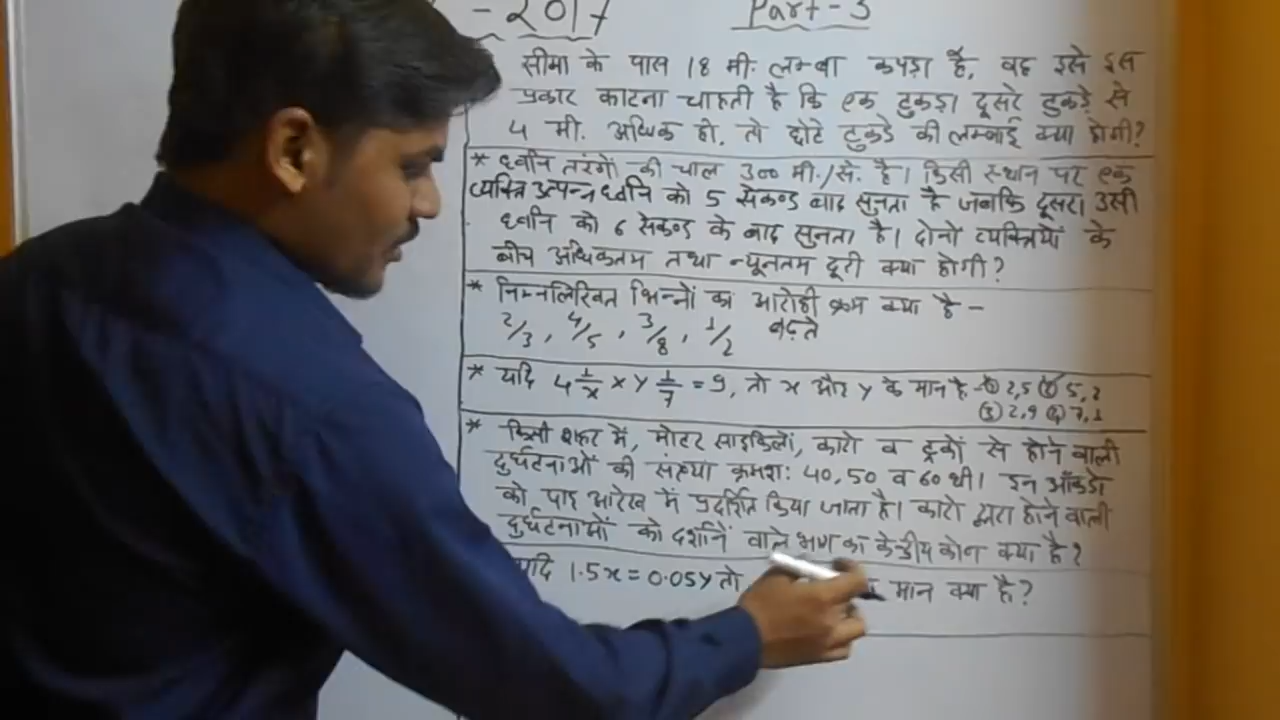 - 2017 Part - 3
सीमा के पास 18 मी. लम्बा कपड़ा है, वह इसे इस
प्रकार काटना चाहती है कि एक टुकड़ा दूसरे टुकड़े से
4 मी. अधिक हो, तो छोटे टुकड़े की लम्बाई क्या होगी?
* ध्वनि तरंगों की चाल 300 मी./से. है। किसी स्थान पर एक
व्यक्ति उत्पन्न ध्वनि को 5 सेकण्ड बाद सुनता है जबकि दूसरा उसी
ध्वनि को 6 सेकण्ड के बाद सुनता है। दोनों व्यक्तियों के
बीच अधिकतम तथा न्यूनतम दूरी क्या होगी?
* निम्नलिखित भिन्नों का आरोही क्रम क्या है -
2/3, 4/5, 3/8, 1/2 बढ़ते
* यदि 4 1/x × y 1/7 = 9, तो x और y के मान है - ① 2,5 ② 5,2
③ 2,9 ④ 7,1
* किसी शहर में, मोटर साइकिलों, कारो व ट्रकों से होने वाली
दुर्घटनाओं की संख्या क्रमश: 40, 50 व 60 थी। इन आँकड़ो
को पाइ आरेख में प्रदर्शित किया जाता है। कारो द्वारा होने वाली
दुर्घटनाओं को दर्शाने वाले भाग का केन्द्रीय कोन क्या है?
यदि 1.5x = 0.05y तो मान क्या है?